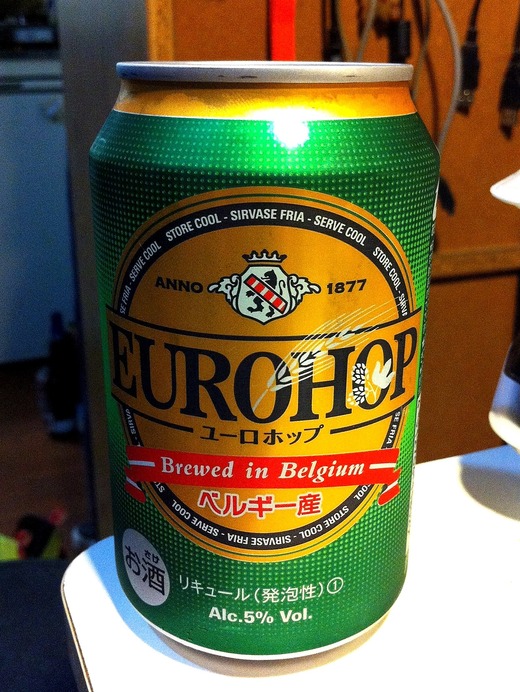 STORE COOL - SIRVASE FRIA - SERVE COOL
ANNO 1877
EUROHOP
ユーロホップ
Brewed in Belgium
ベルギー産
SERVE COOL - SIRVASE FRIA - STORE COOL
さけ
お酒
リキュール(発泡性)①
Alc.5% Vol.